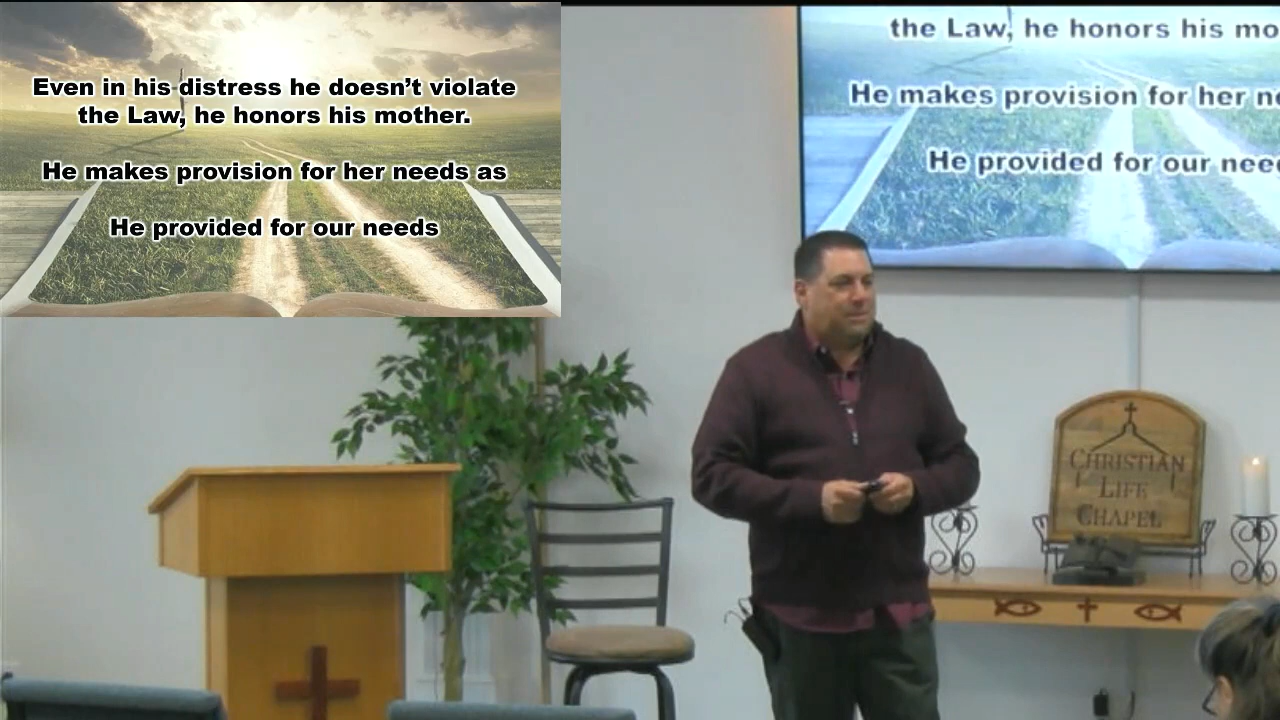 Even in his distress he doesn't violate
the Law, he honors his mother.
He makes provision for her needs as
He provided for our needs
the Law, he honors his mo
He makes provision for her ne
He provided for our nee
CHRISTIAN
LIFE
CHAPEL